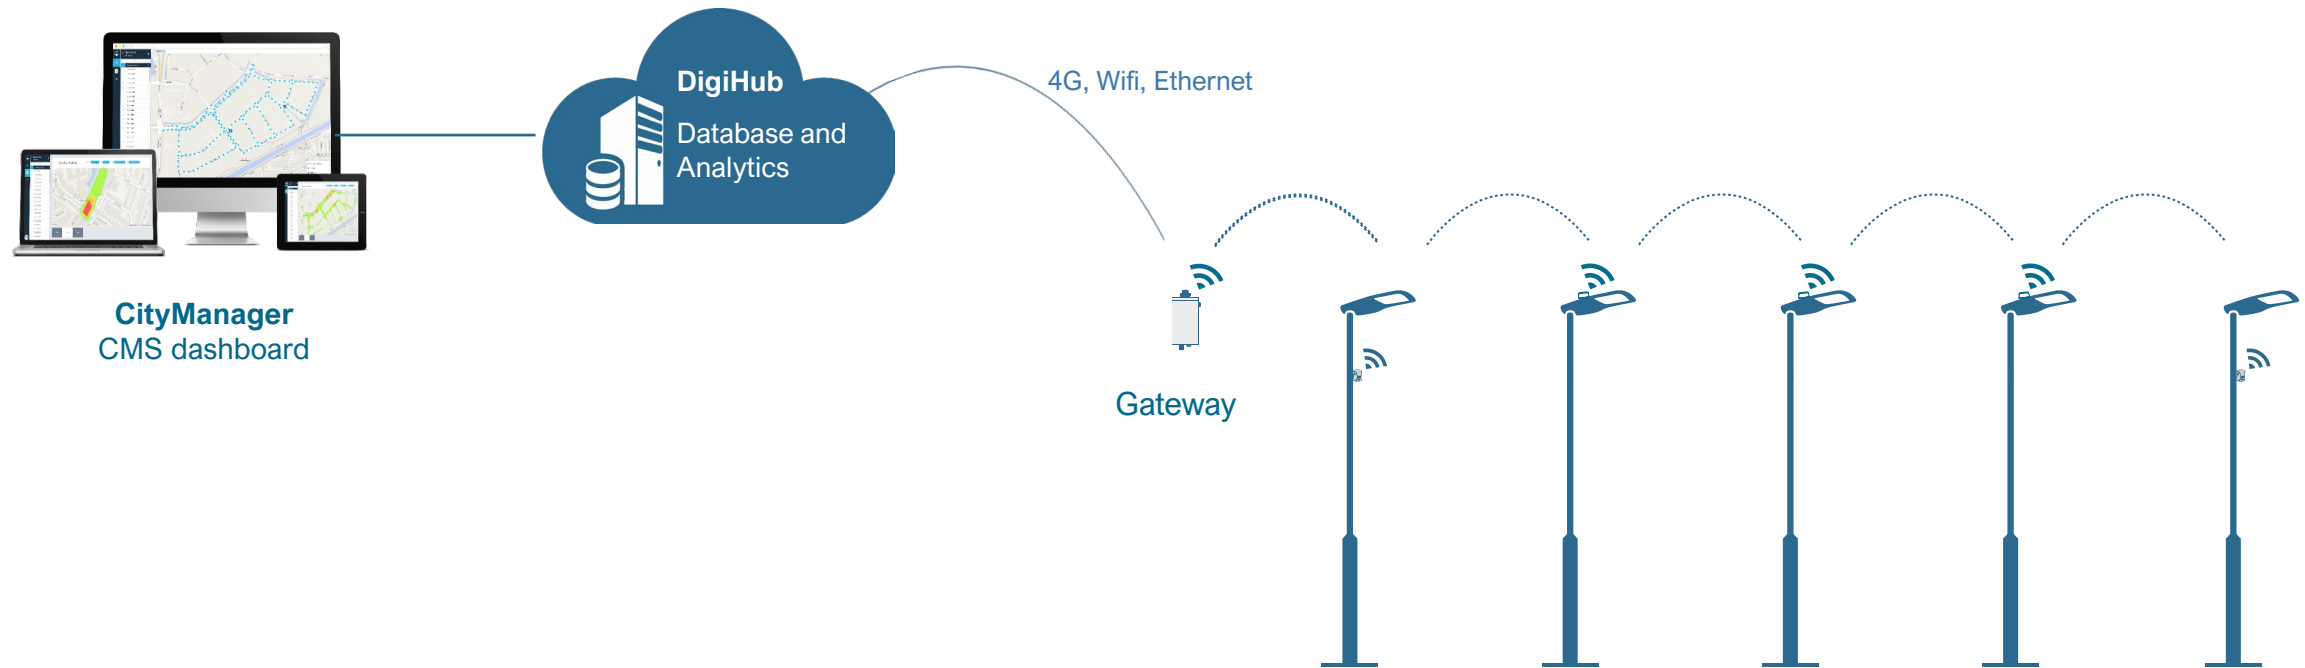 DigiHub
Database and
Analytics
4G, Wifi, Ethernet
CityManager
CMS dashboard
Gateway